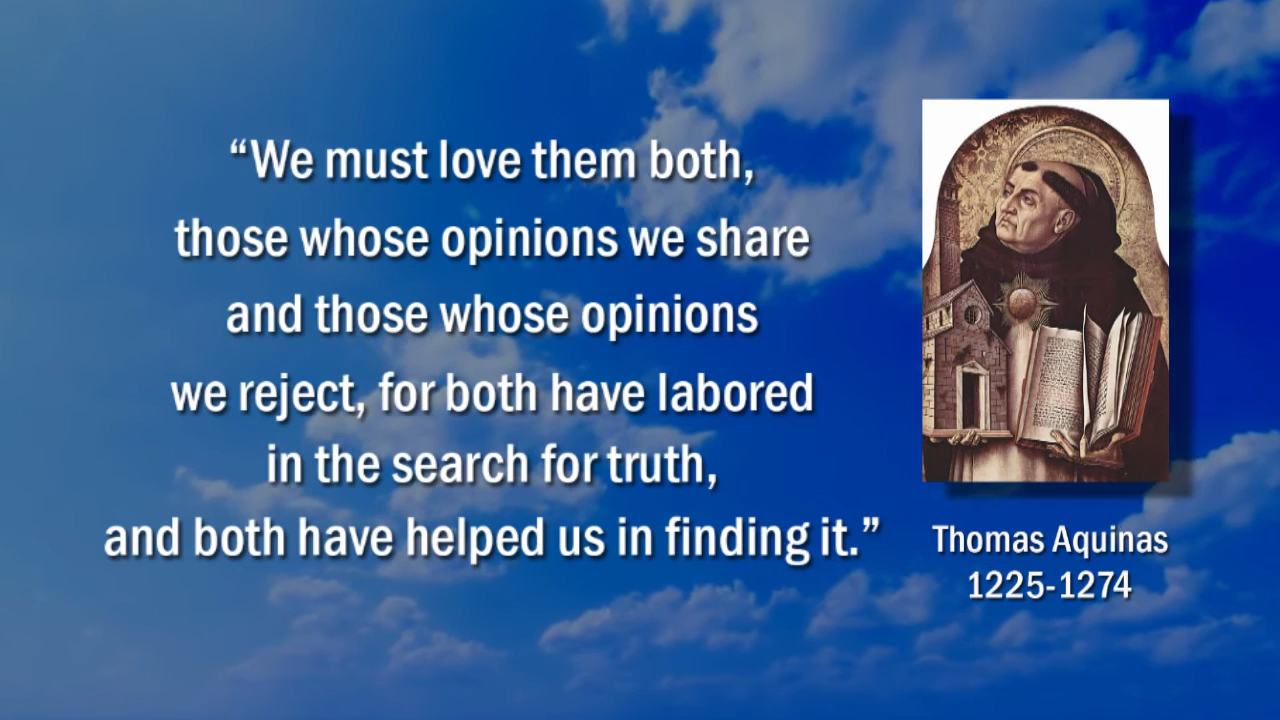 “We must love them both,
those whose opinions we share
and those whose opinions
we reject, for both have labored
in the search for truth,
and both have helped us in finding it.”
Thomas Aquinas
1225-1274